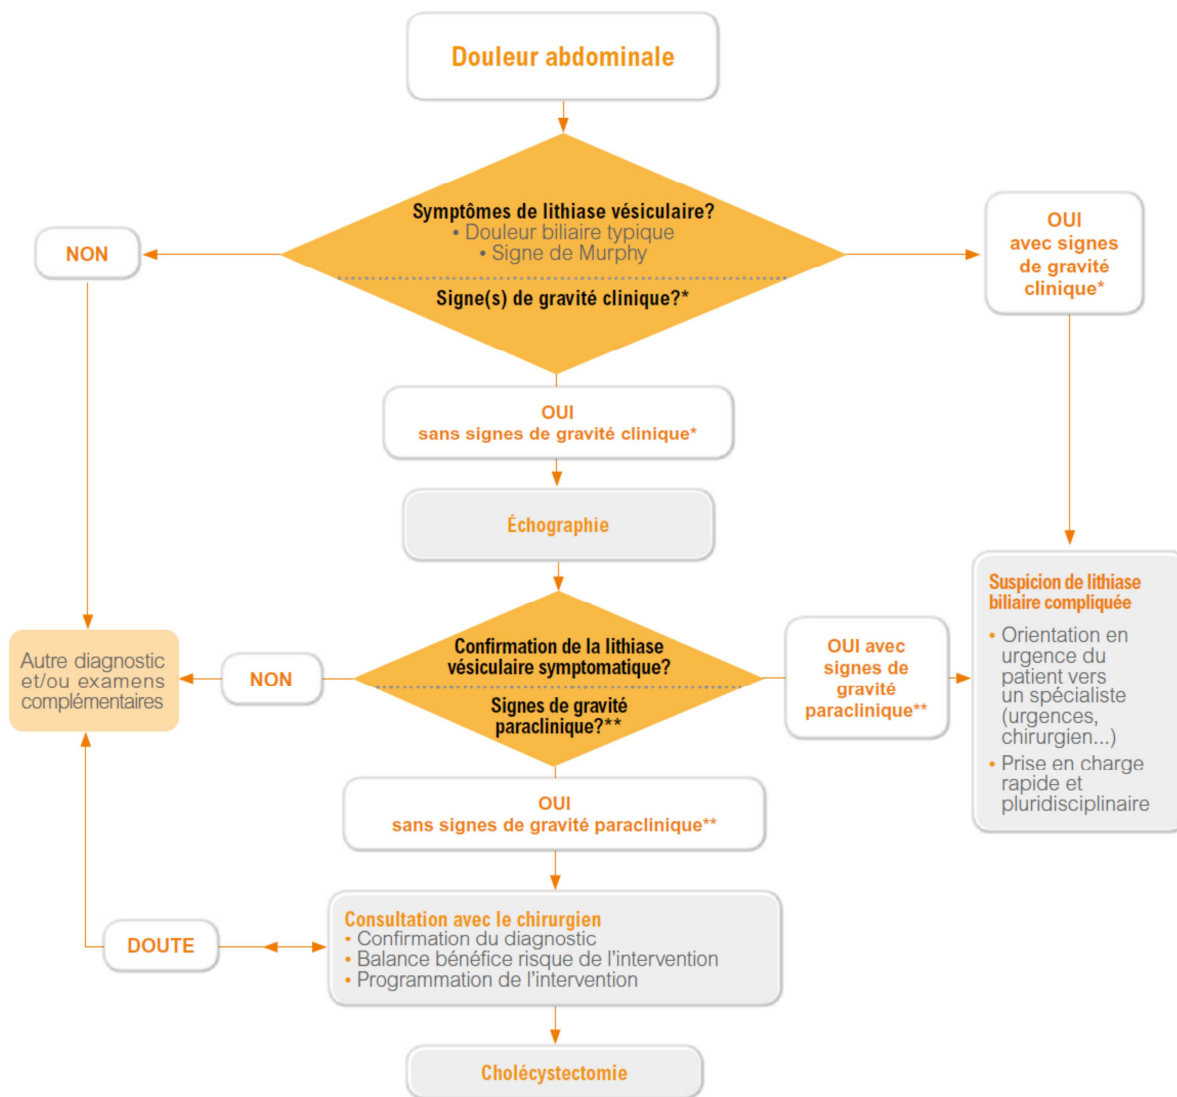 Douleur abdominale
Symptômes de lithiase vésiculaire?
• Douleur biliaire typique
• Signe de Murphy
Signe(s) de gravité clinique?*
NON
OUI
avec signes
de gravité
clinique*
OUI
sans signes de gravité clinique*
Échographie
Confirmation de la lithiase
vésiculaire symptomatique?
Signes de gravité
paraclinique?**
NON
Autre diagnostic
et/ou examens
complémentaires
OUI avec
signes de
gravité
paraclinique**
Suspicion de lithiase
biliaire compliquée
• Orientation en
urgence du
patient vers
un spécialiste
(urgences,
chirurgien...)
• Prise en charge
rapide et
pluridisciplinaire
OUI
sans signes de gravité paraclinique**
Consultation avec le chirurgien
• Confirmation du diagnostic
• Balance bénéfice risque de l'intervention
• Programmation de l'intervention
DOUTE
Cholécystectomie